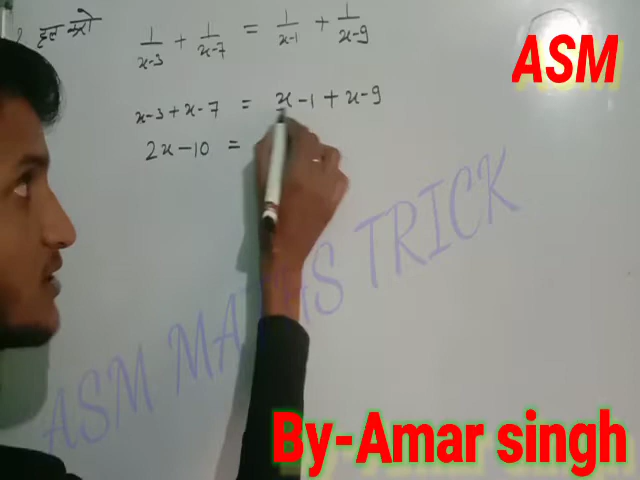 हल करो 1/x-3 + 1/x-7 = 1/x-1 + 1/x-9
x-3+x-7 = x-1+x-9
2x-10 =
ASM
ASM MATHS TRICK
By-Amar singh